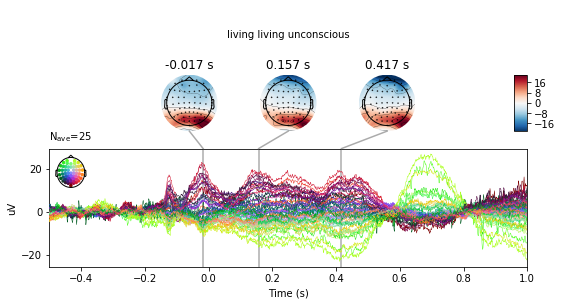 living living unconscious
-0.017 s 0.157 s 0.417 s
16
8
0
−8
−16
Nave=25
20
0
−20
uV
−0.4 −0.2 0.0 0.2 0.4 0.6 0.8 1.0
Time (s)